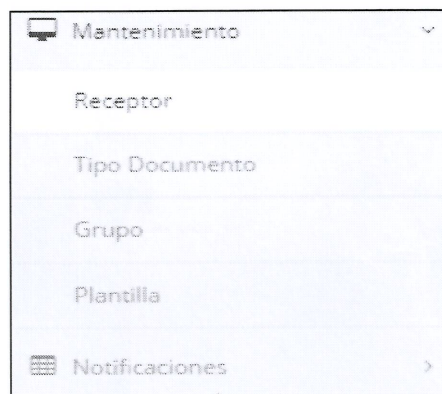 Mantenimiento
Receptor
Tipo Documento
Grupo
Plantilla
Notificaciones